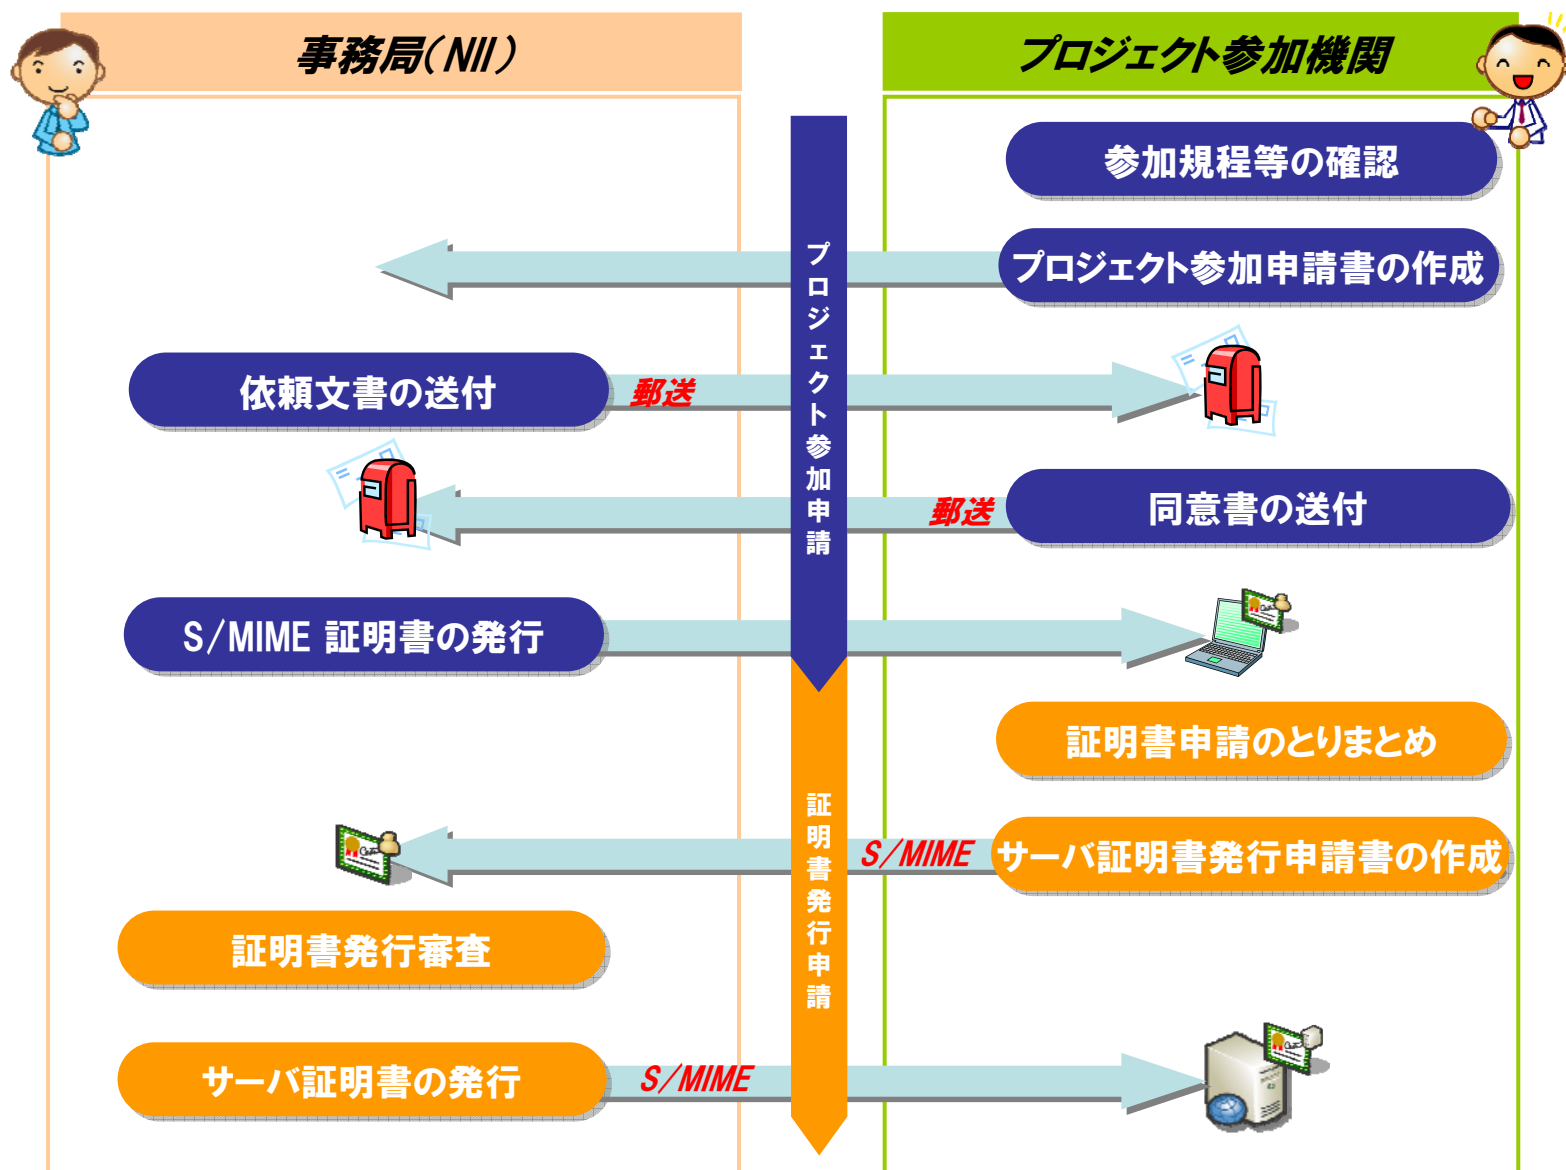 事務局(NII)
プロジェクト参加機関
参加規程等の確認
プロジェクト参加申請書の作成
プロジェクト参加申請
依頼文書の送付
郵送
郵送
同意書の送付
S/MIME 証明書の発行
証明書申請のとりまとめ
証明書発行申請
S/MIME
サーバ証明書発行申請書の作成
証明書発行審査
サーバ証明書の発行
S/MIME